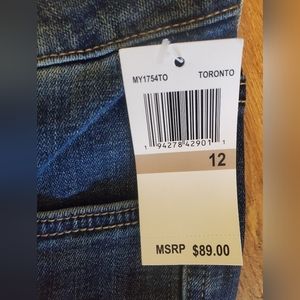 MY1754TO TORONTO
1 94278 42901 1
12
MSRP $89.00